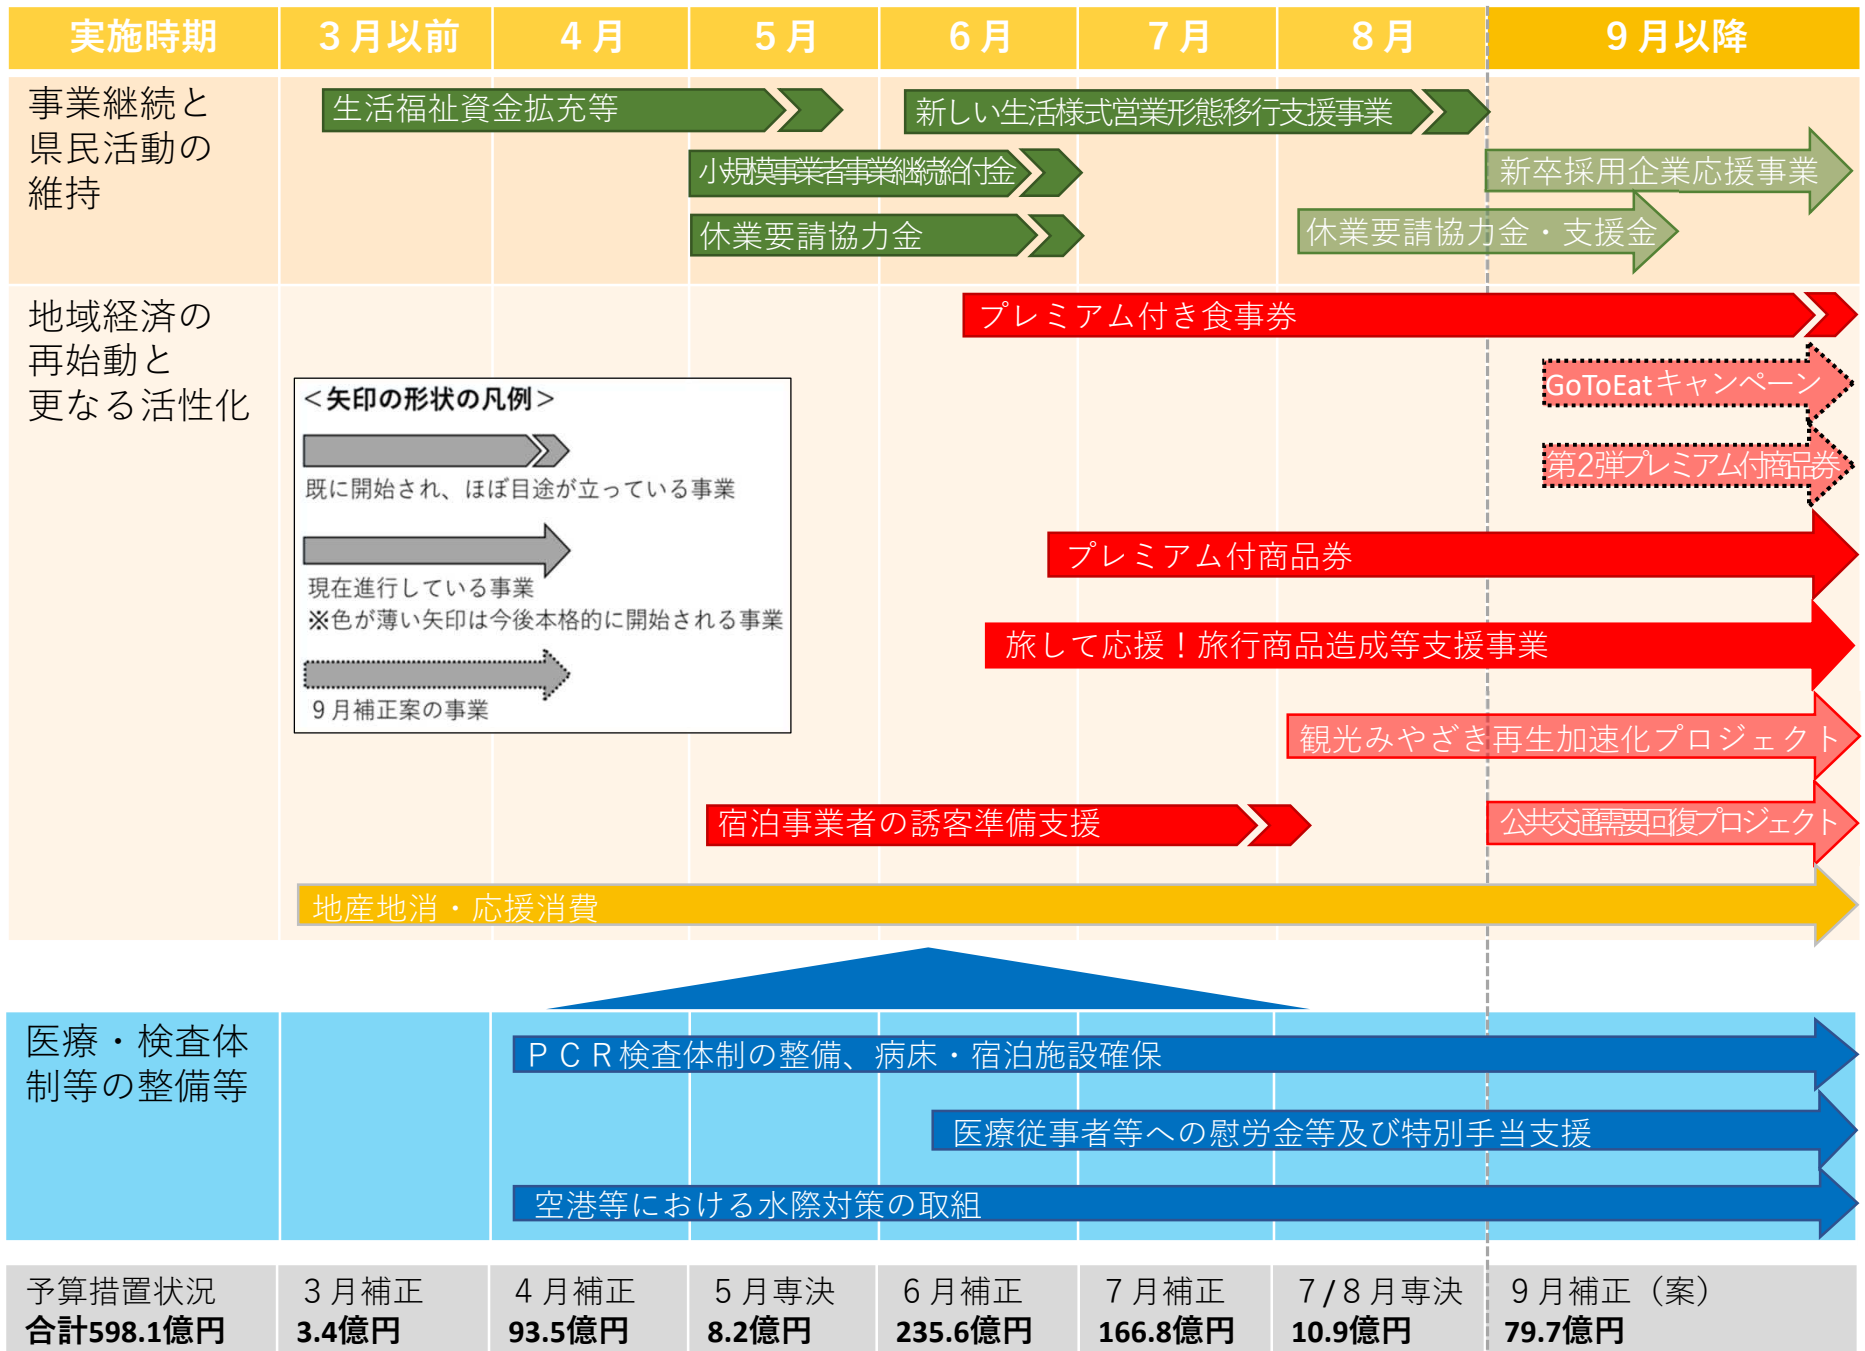 実施時期 ３月以前 ４月 ５月 ６月 ７月 ８月 ９月以降
事業継続と
県民活動の
維持
生活福祉資金拡充等
新しい生活様式営業形態移行支援事業
小規模事業者事業継続給付金
新卒採用企業応援事業
休業要請協力金
休業要請協力金・支援金
地域経済の
再始動と
更なる活性化
プレミアム付き食事券
GoToEatキャンペーン
第2弾プレミアム付商品券
プレミアム付商品券
旅して応援！旅行商品造成等支援事業
観光みやざき再生加速化プロジェクト
宿泊事業者の誘客準備支援
公共交通需要回復プロジェクト
地産地消・応援消費
＜矢印の形状の凡例＞
既に開始され、ほぼ目途が立っている事業
現在進行している事業
※色が薄い矢印は今後本格的に開始される事業
９月補正案の事業
医療・検査体
制等の整備等
ＰＣＲ検査体制の整備、病床・宿泊施設確保
医療従事者等への慰労金等及び特別手当支援
空港等における水際対策の取組
予算措置状況 ３月補正 ４月補正 ５月専決 ６月補正 ７月補正 ７/８月専決 ９月補正（案）
合計598.1億円 3.4億円 93.5億円 8.2億円 235.6億円 166.8億円 10.9億円 79.7億円